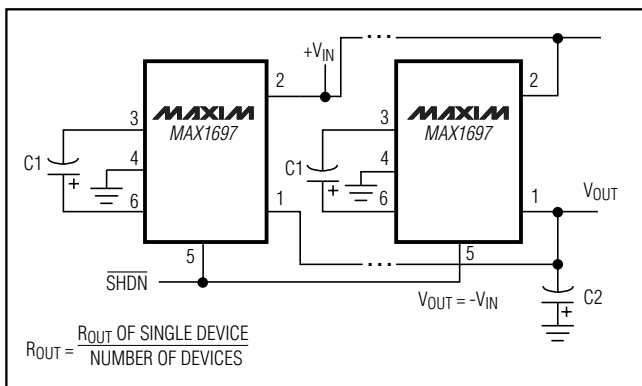 +VIN
2
2
MAXIM
MAX1697
MAXIM
MAX1697
3
3
4
4
C1
C1
6
6
1
1
VOUT
5
5
SHDN
VOUT = -VIN
C2
+
+
+
ROUT = ROUT OF SINGLE DEVICE
NUMBER OF DEVICES